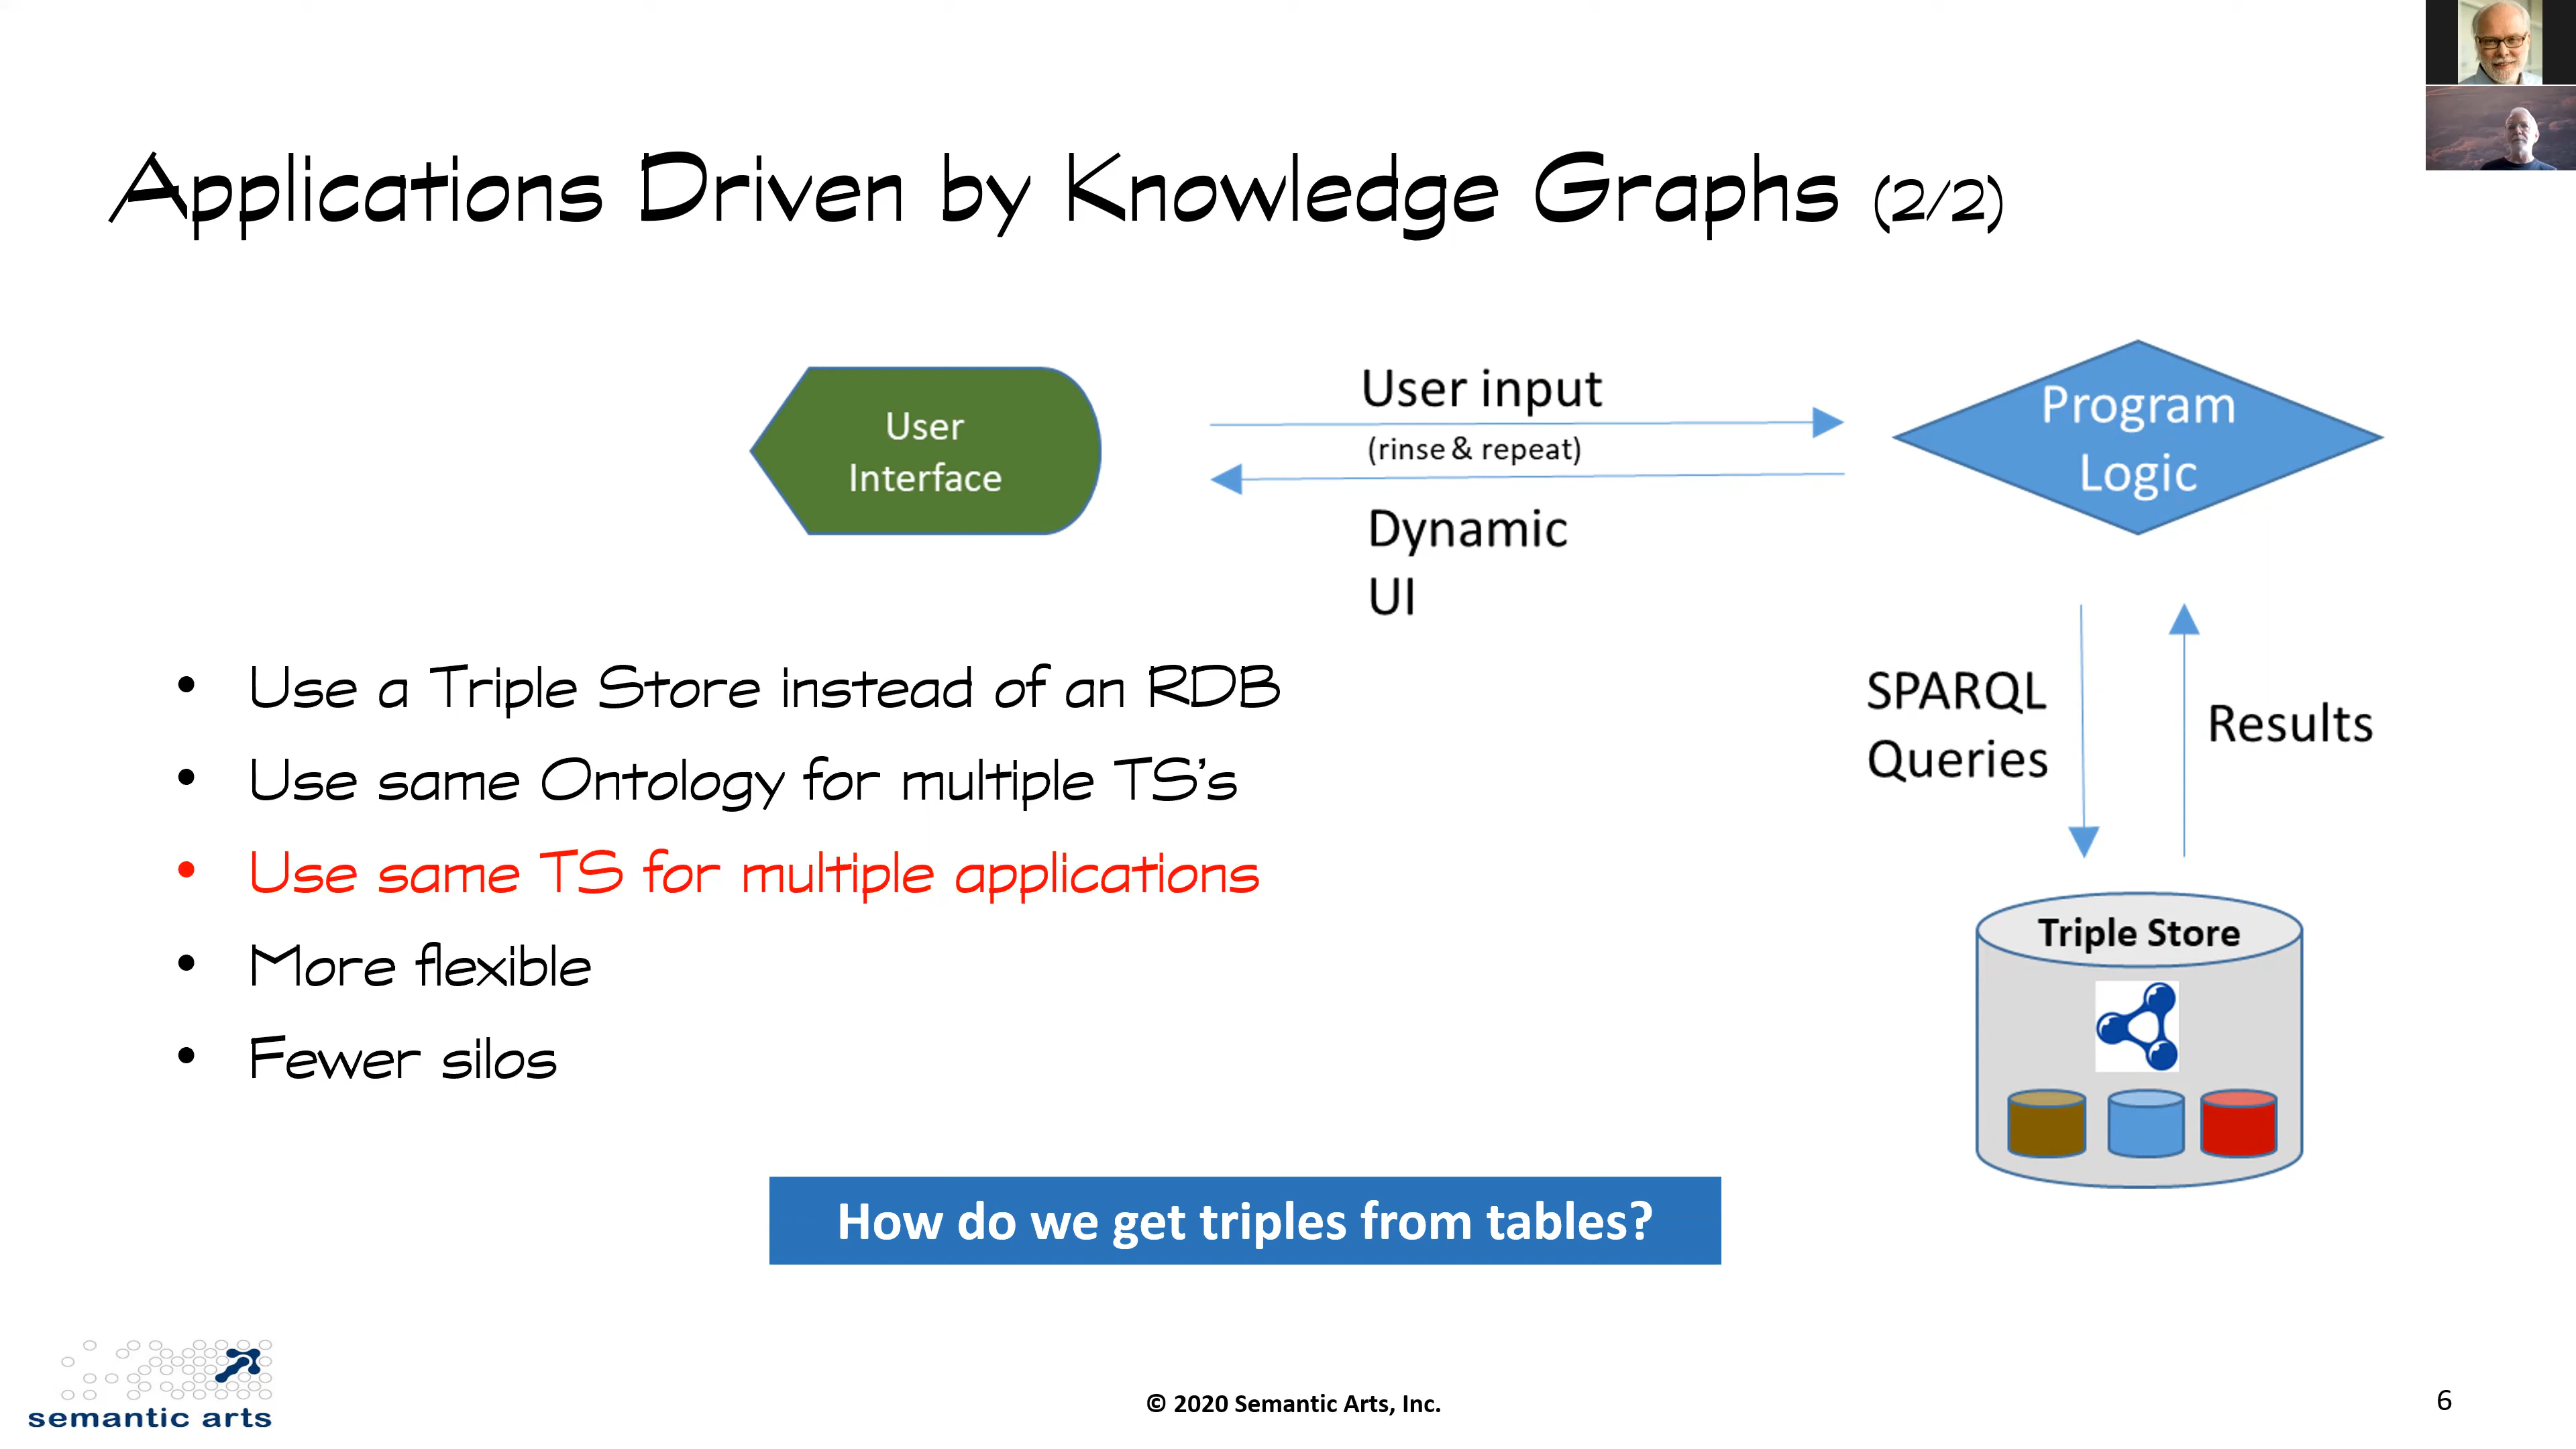 Applications Driven by Knowledge Graphs (2/2)
User
Interface
User input
(rinse & repeat)
Dynamic
UI
Program
Logic
SPARQL
Queries
Results
Triple Store
• Use a Triple Store instead of an RDB
• Use same Ontology for multiple TS's
• Use same TS for multiple applications
• More flexible
• Fewer silos
How do we get triples from tables?
semantic arts
© 2020 Semantic Arts, Inc.
6